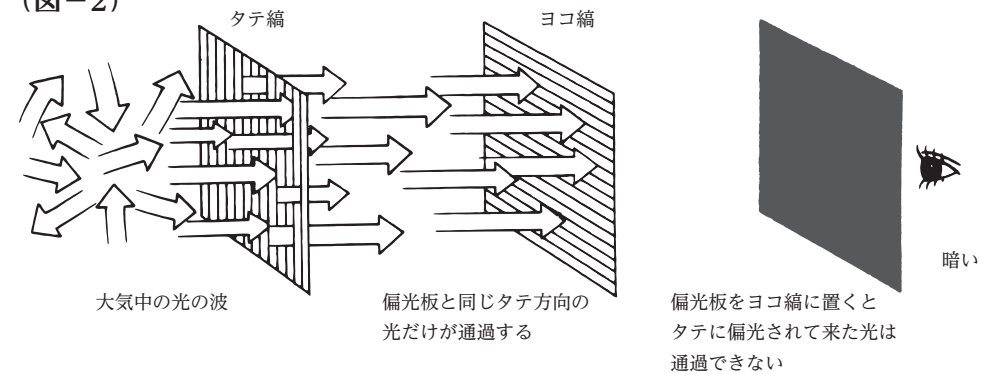 (図−2)
タテ縞
ヨコ縞
大気中の光の波
偏光板と同じタテ方向の
光だけが通過する
暗い
偏光板をヨコ縞に置くと
タテに偏光されて来た光は
通過できない